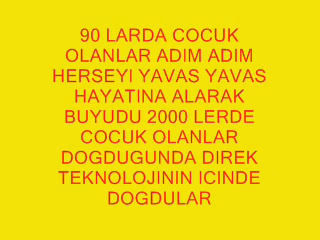 90 LARDA COCUK
OLANLAR ADIM ADIM
HERSEYI YAVAS YAVAS
HAYATINA ALARAK
BUYUDU 2000 LERDE
COCUK OLANLAR
DOGDUGUNDA DIREK
TEKNOLOJININ ICINDE
DOGDULAR